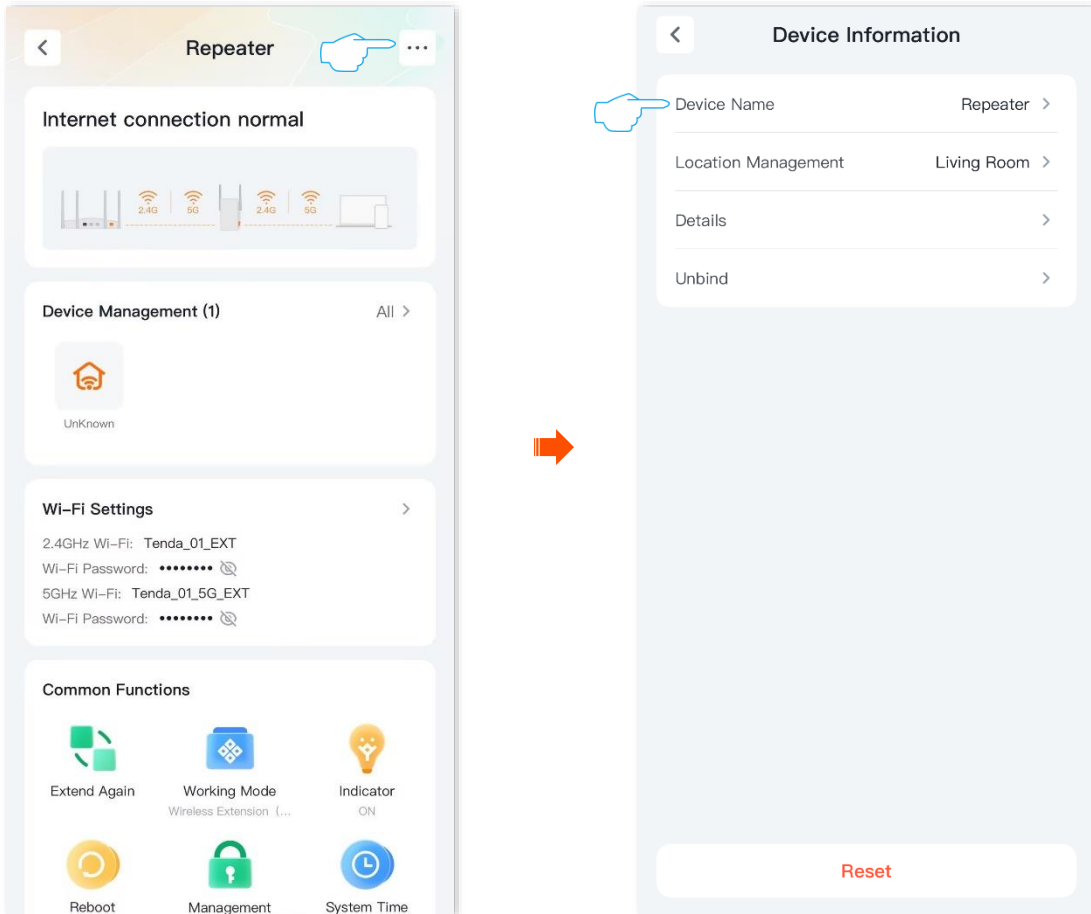 Repeater
...
Internet connection normal
2.4G 5G 2.4G 5G
Device Management (1) All
UnKnown
Wi-Fi Settings
2.4GHz Wi-Fi: Tenda_01_EXT
Wi-Fi Password: ••••••••
5GHz Wi-Fi: Tenda_01_5G_EXT
Wi-Fi Password: ••••••••
Common Functions
Extend Again Working Mode Indicator
Wireless Extension (... ON
Reboot Management System Time
Device Information
Device Name Repeater
Location Management Living Room
Details
Unbind
Reset